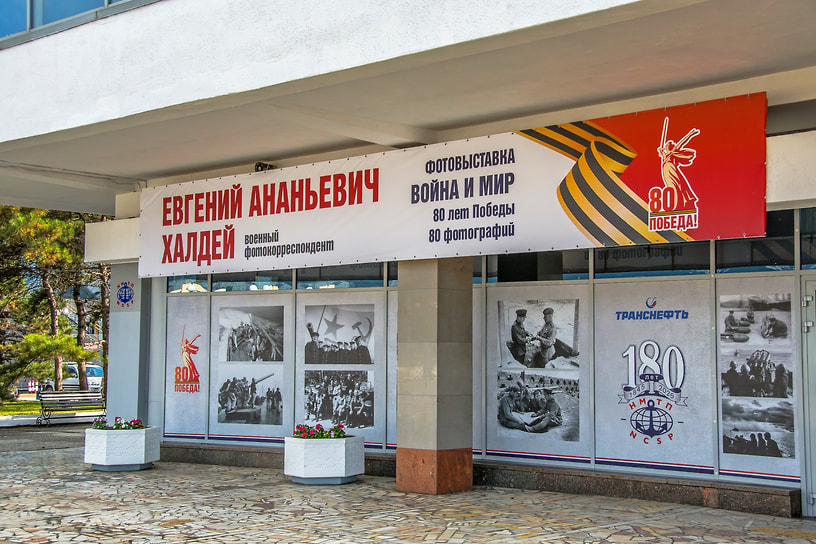 ЕВГЕНИЙ АНАНЬЕВИЧ
ХАЛДЕЙ
военный
фотокорреспондент
ФОТОВЫСТАВКА
ВОЙНА И МИР
80 лет Победы
80 фотографий
80
ПОБЕДА!
80
ПОБЕДА!
ТРАНСНЕФТЬ
180
лет
НМТП
NCSP